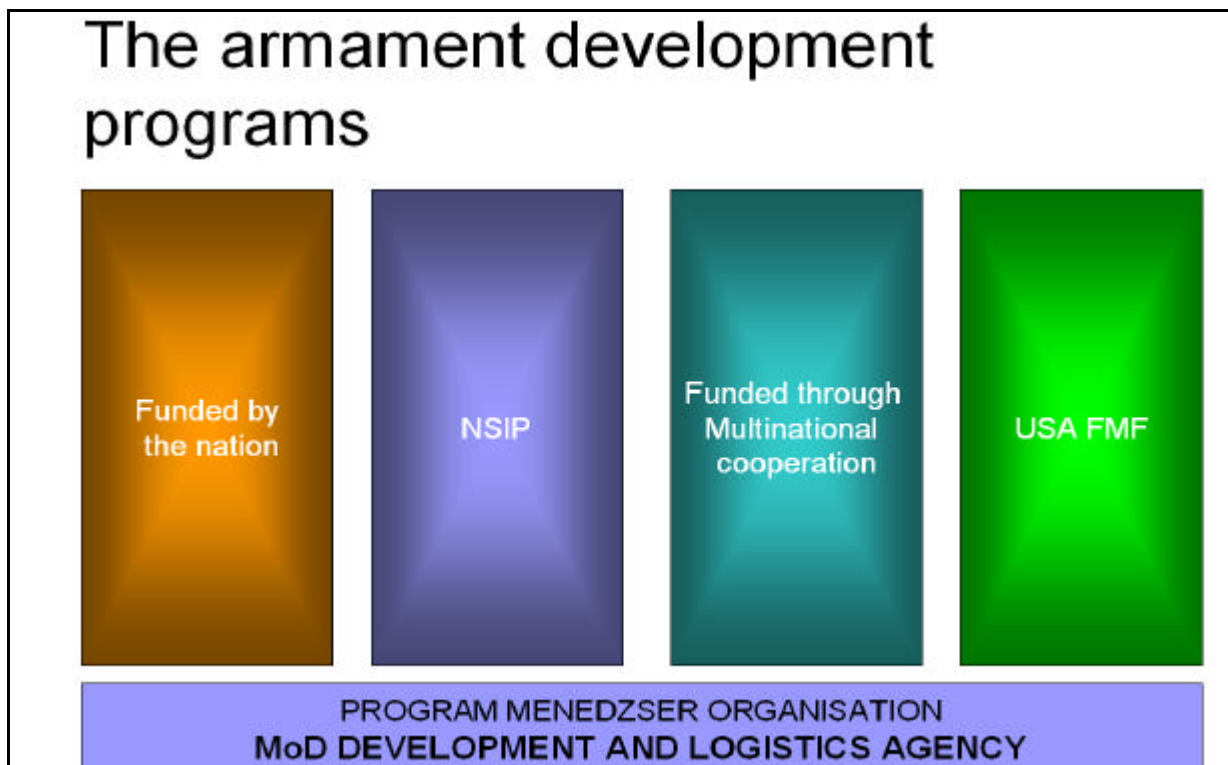 The armament development
programs
Funded by
the nation
NSIP
Funded through
Multinational
cooperation
USA FMF
PROGRAM MENEDZSER ORGANISATION
MoD DEVELOPMENT AND LOGISTICS AGENCY